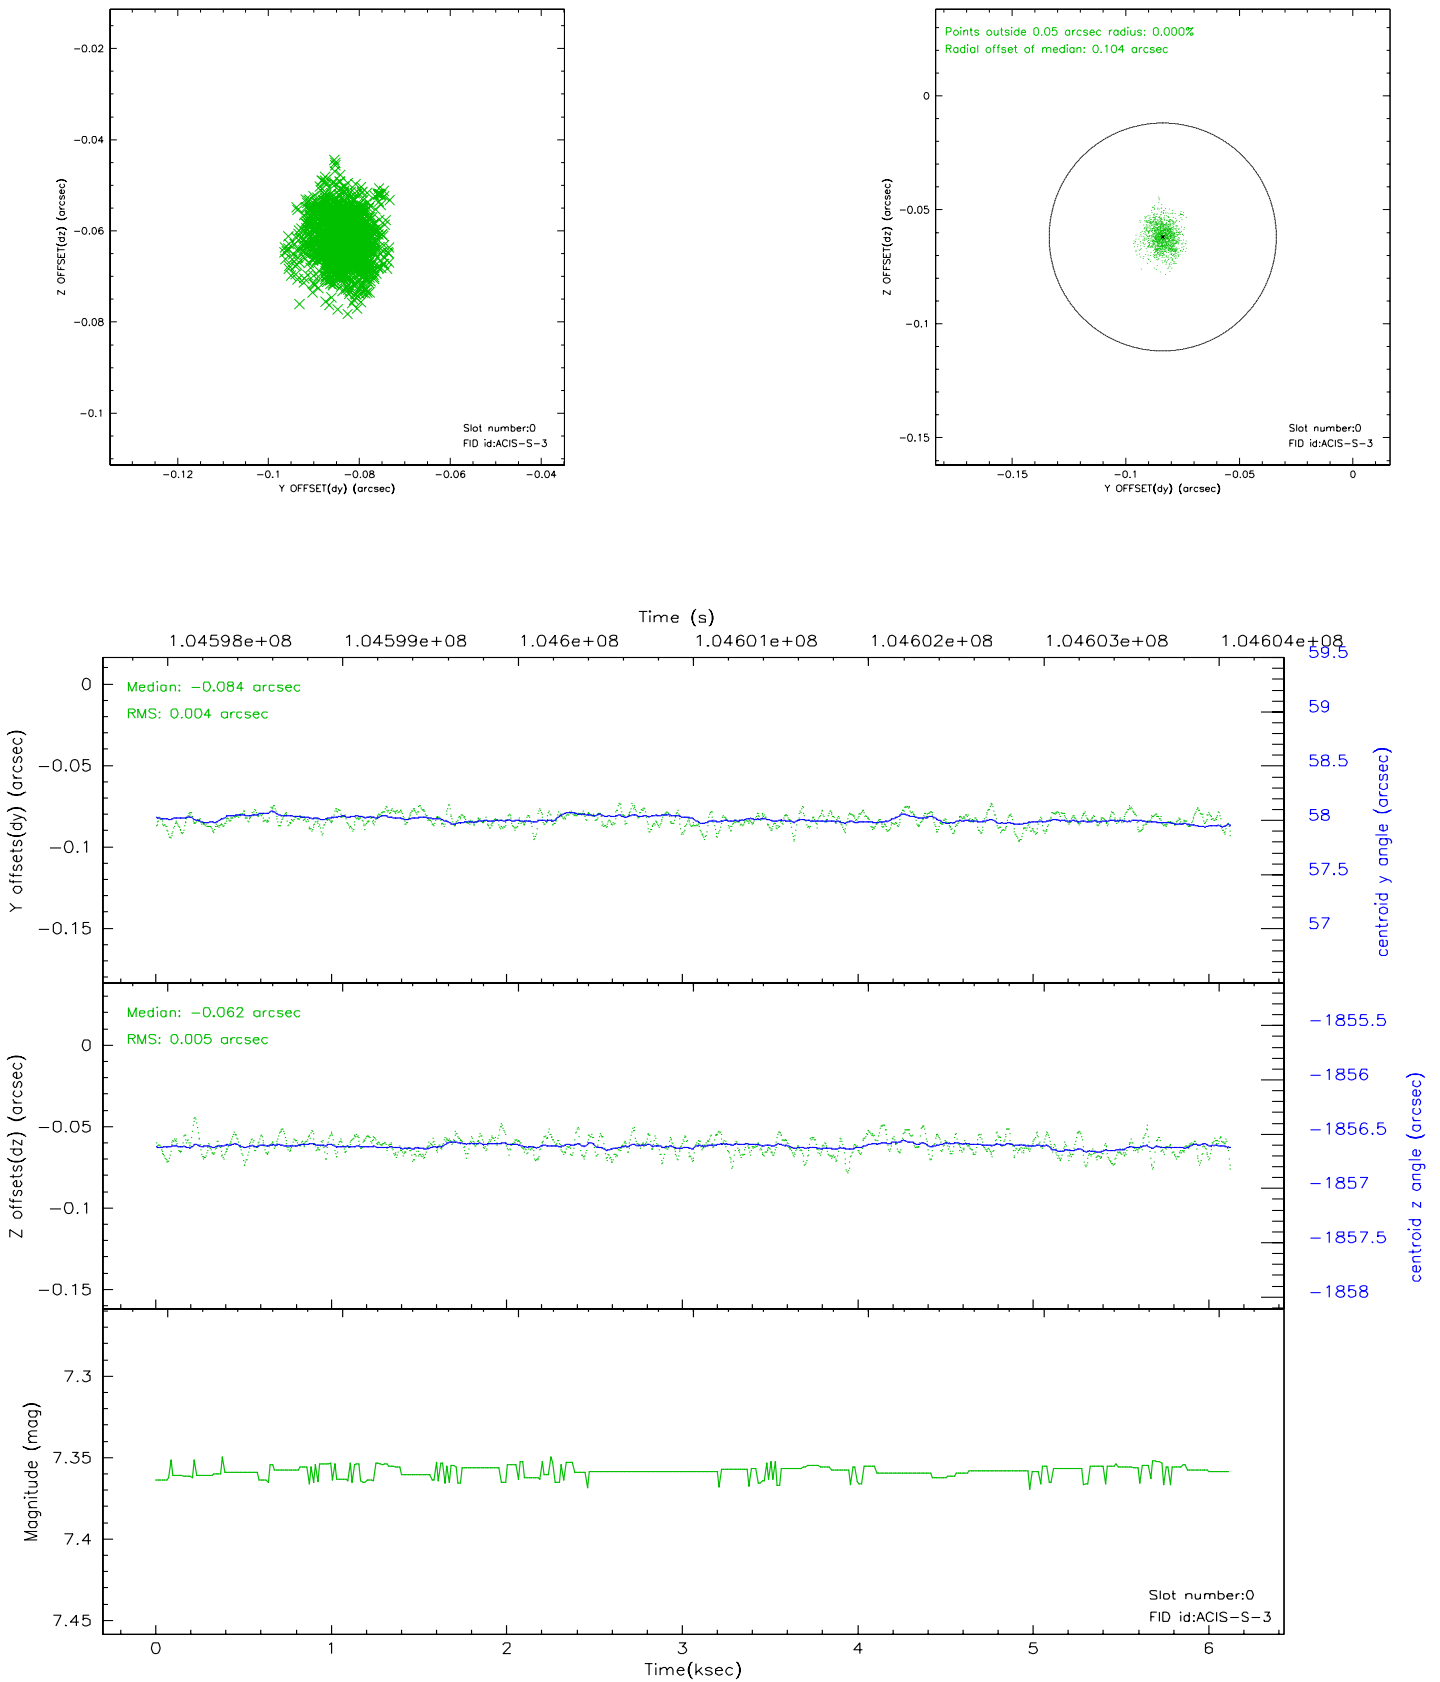 −0.02
−0.04
−0.06
−0.08
−0.1
Z OFFSET(dz) (arcsec)
Slot number:0
FID id:ACIS−S−3
−0.12
−0.1
−0.08
−0.06
−0.04
Y OFFSET(dy) (arcsec)
Points outside 0.05 arcsec radius: 0.000%
Radial offset of median: 0.104 arcsec
0
−0.05
−0.1
−0.15
Z OFFSET(dz) (arcsec)
Slot number:0
FID id:ACIS−S−3
−0.15
−0.1
−0.05
0
Y OFFSET(dy) (arcsec)
Time (s)
1.04598e+08
1.04599e+08
1.046e+08
1.04601e+08
1.04602e+08
1.04603e+08
1.04604e+08
Median: −0.084 arcsec
RMS: 0.004 arcsec
0
−0.05
−0.1
−0.15
Y offsets(dy) (arcsec)
59.5
59
58.5
58
57.5
57
centroid y angle (arcsec)
Median: −0.062 arcsec
RMS: 0.005 arcsec
0
−0.05
−0.1
−0.15
Z offsets(dz) (arcsec)
−1855.5
−1856
−1856.5
−1857
−1857.5
−1858
centroid z angle (arcsec)
7.3
7.35
7.4
7.45
Magnitude (mag)
Slot number:0
FID id:ACIS−S−3
0
1
2
3
4
5
6
Time(ksec)